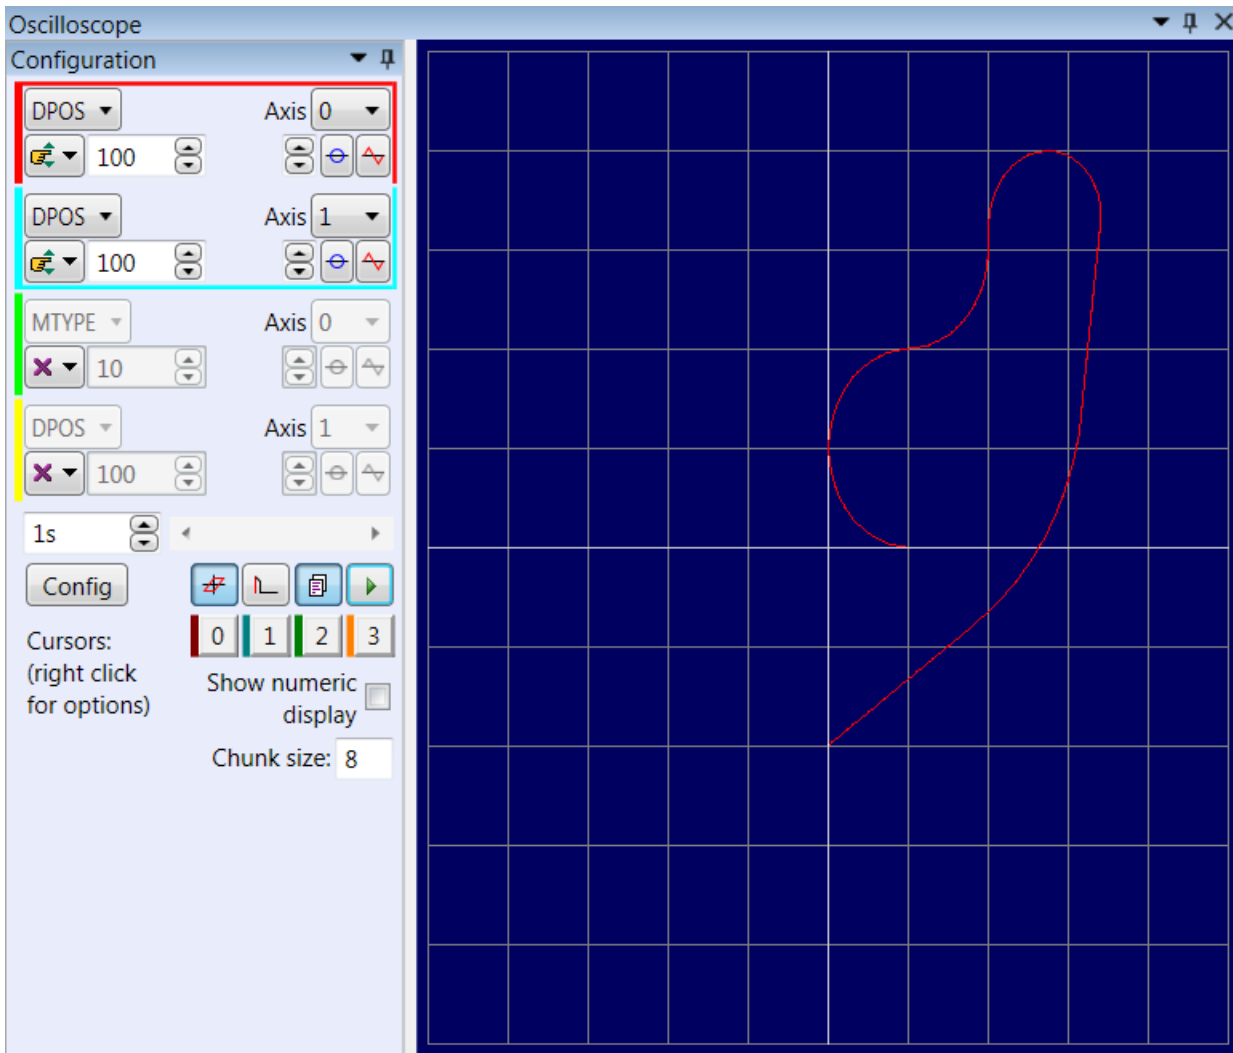 Oscilloscope
Configuration
DPOS Axis 0
100
DPOS Axis 1
100
MTYPE Axis 0
10
DPOS Axis 1
100
1s
Config
0 1 2 3
Cursors:
(right click
for options)
Show numeric
display
Chunk size: 8